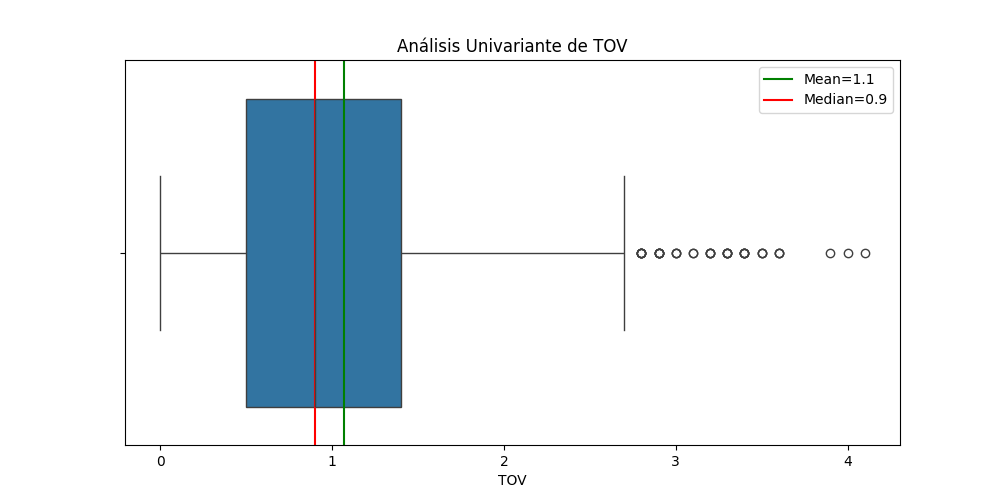 Análisis Univariante de TOV
Mean=1.1
Median=0.9
0 1 2 3 4
TOV